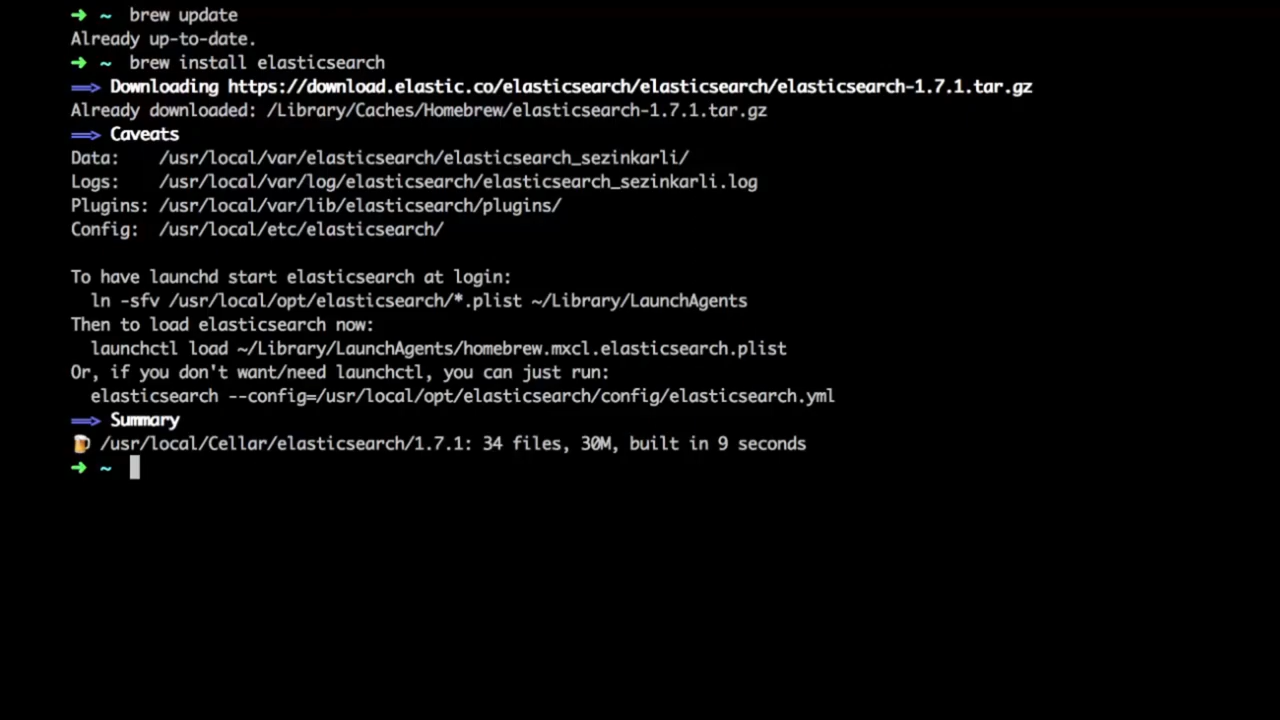 ➜ ~ brew update
Already up-to-date.
➜ ~ brew install elasticsearch
==> Downloading https://download.elastic.co/elasticsearch/elasticsearch/elasticsearch-1.7.1.tar.gz
Already downloaded: /Library/Caches/Homebrew/elasticsearch-1.7.1.tar.gz
==> Caveats
Data:    /usr/local/var/elasticsearch/elasticsearch_sezinkarli/
Logs:    /usr/local/var/log/elasticsearch/elasticsearch_sezinkarli.log
Plugins: /usr/local/var/lib/elasticsearch/plugins/
Config:  /usr/local/etc/elasticsearch/
To have launchd start elasticsearch at login:
  ln -sfv /usr/local/opt/elasticsearch/*.plist ~/Library/LaunchAgents
Then to load elasticsearch now:
  launchctl load ~/Library/LaunchAgents/homebrew.mxcl.elasticsearch.plist
Or, if you don't want/need launchctl, you can just run:
  elasticsearch --config=/usr/local/opt/elasticsearch/config/elasticsearch.yml
==> Summary
🍺 /usr/local/Cellar/elasticsearch/1.7.1: 34 files, 30M, built in 9 seconds
➜ ~